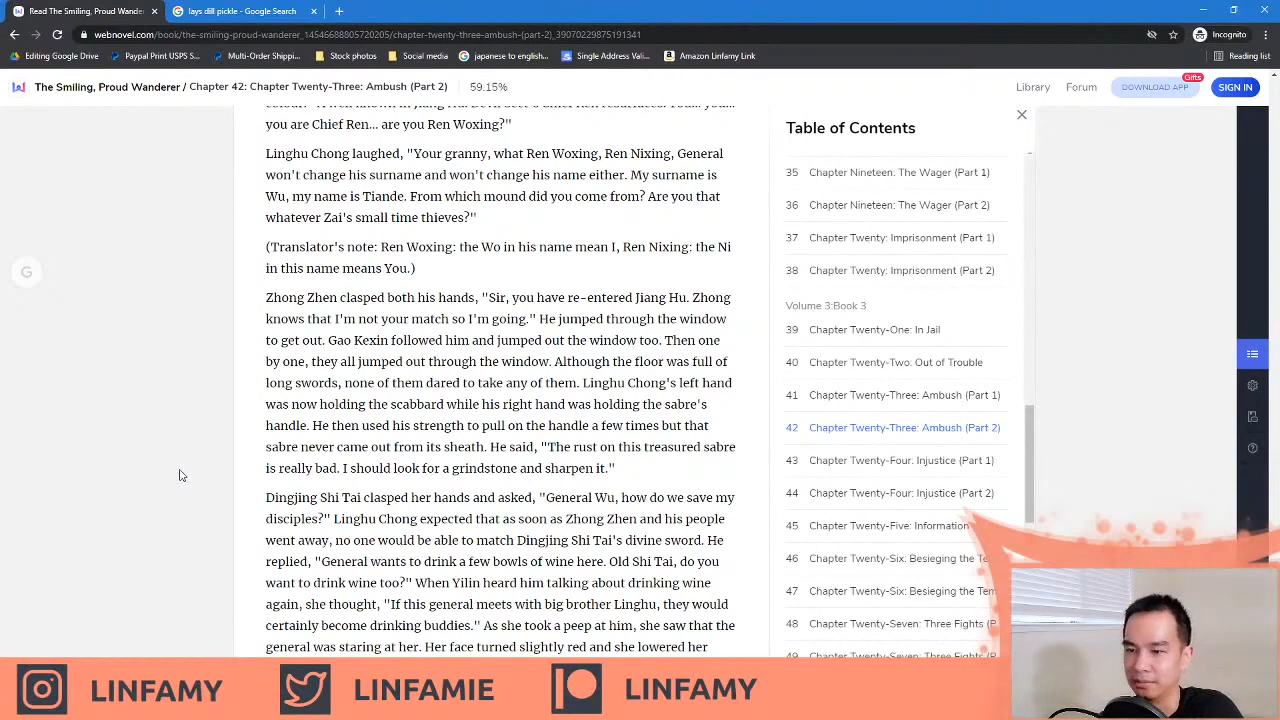 Read The Smiling, Proud Wander
lays dill pickle - Google Search
webnovel.com/book/the-smiling-proud-wanderer_14546688805720205/chapter-twenty-three-ambush-(part-2)_39070229875191341
Incognito
Editing Google Drive
Paypal Print USPS S...
Multi-Order Shippi...
Stock photos
Social media
japanese to english...
Single Address Vali...
Amazon Linfamy Link
Reading list
The Smiling, Proud Wanderer / Chapter 42: Chapter Twenty-Three: Ambush (Part 2)
59.15%
Library
Forum
DOWNLOAD APP
Gifts
SIGN IN
you are Chief Ren... are you Ren Woxing?"
Linghu Chong laughed, "Your granny, what Ren Woxing, Ren Nixing, General
won't change his surname and won't change his name either. My surname is
Wu, my name is Tiande. From which mound did you come from? Are you that
whatever Zai's small time thieves?"
(Translator's note: Ren Woxing: the Wo in his name mean I, Ren Nixing: the Ni
in this name means You.)
Zhong Zhen clasped both his hands, "Sir, you have re-entered Jiang Hu. Zhong
knows that I'm not your match so I'm going." He jumped through the window
to get out. Gao Kexin followed him and jumped out the window too. Then one
by one, they all jumped out through the window. Although the floor was full of
long swords, none of them dared to take any of them. Linghu Chong's left hand
was now holding the scabbard while his right hand was holding the sabre's
handle. He then used his strength to pull on the handle a few times but that
sabre never came out from its sheath. He said, "The rust on this treasured sabre
is really bad. I should look for a grindstone and sharpen it."
Dingjing Shi Tai clasped her hands and asked, "General Wu, how do we save my
disciples?" Linghu Chong expected that as soon as Zhong Zhen and his people
went away, no one would be able to match Dingjing Shi Tai's divine sword. He
replied, "General wants to drink a few bowls of wine here. Old Shi Tai, do you
want to drink wine too?" When Yilin heard him talking about drinking wine
again, she thought, "If this general meets with big brother Linghu, they would
certainly become drinking buddies." As she took a peep at him, she saw that the
general was staring at her. Her face turned slightly red and she lowered her
Table of Contents
35 Chapter Nineteen: The Wager (Part 1)
36 Chapter Nineteen: The Wager (Part 2)
37 Chapter Twenty: Imprisonment (Part 1)
38 Chapter Twenty: Imprisonment (Part 2)
Volume 3:Book 3
39 Chapter Twenty-One: In Jail
40 Chapter Twenty-Two: Out of Trouble
41 Chapter Twenty-Three: Ambush (Part 1)
42 Chapter Twenty-Three: Ambush (Part 2)
43 Chapter Twenty-Four: Injustice (Part 1)
44 Chapter Twenty-Four: Injustice (Part 2)
45 Chapter Twenty-Five: Information
46 Chapter Twenty-Six: Besieging the Te
47 Chapter Twenty-Six: Besieging the Tem
48 Chapter Twenty-Seven: Three Fights (P
49 Chapter Twenty-Seven: Three Fights (P
G
LINFAMY
LINFAMIE
LINFAMY